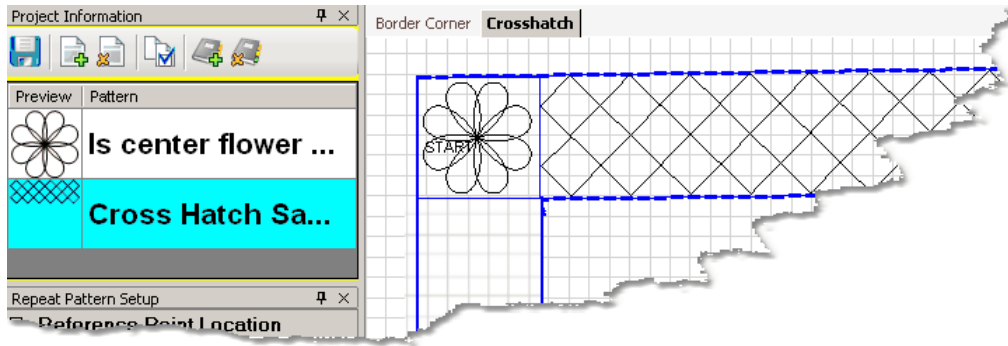 Project Information
Border Corner Crosshatch
Preview Pattern
Is center flower ...
START
Cross Hatch Sa...
Repeat Pattern Setup
Reference Point Location